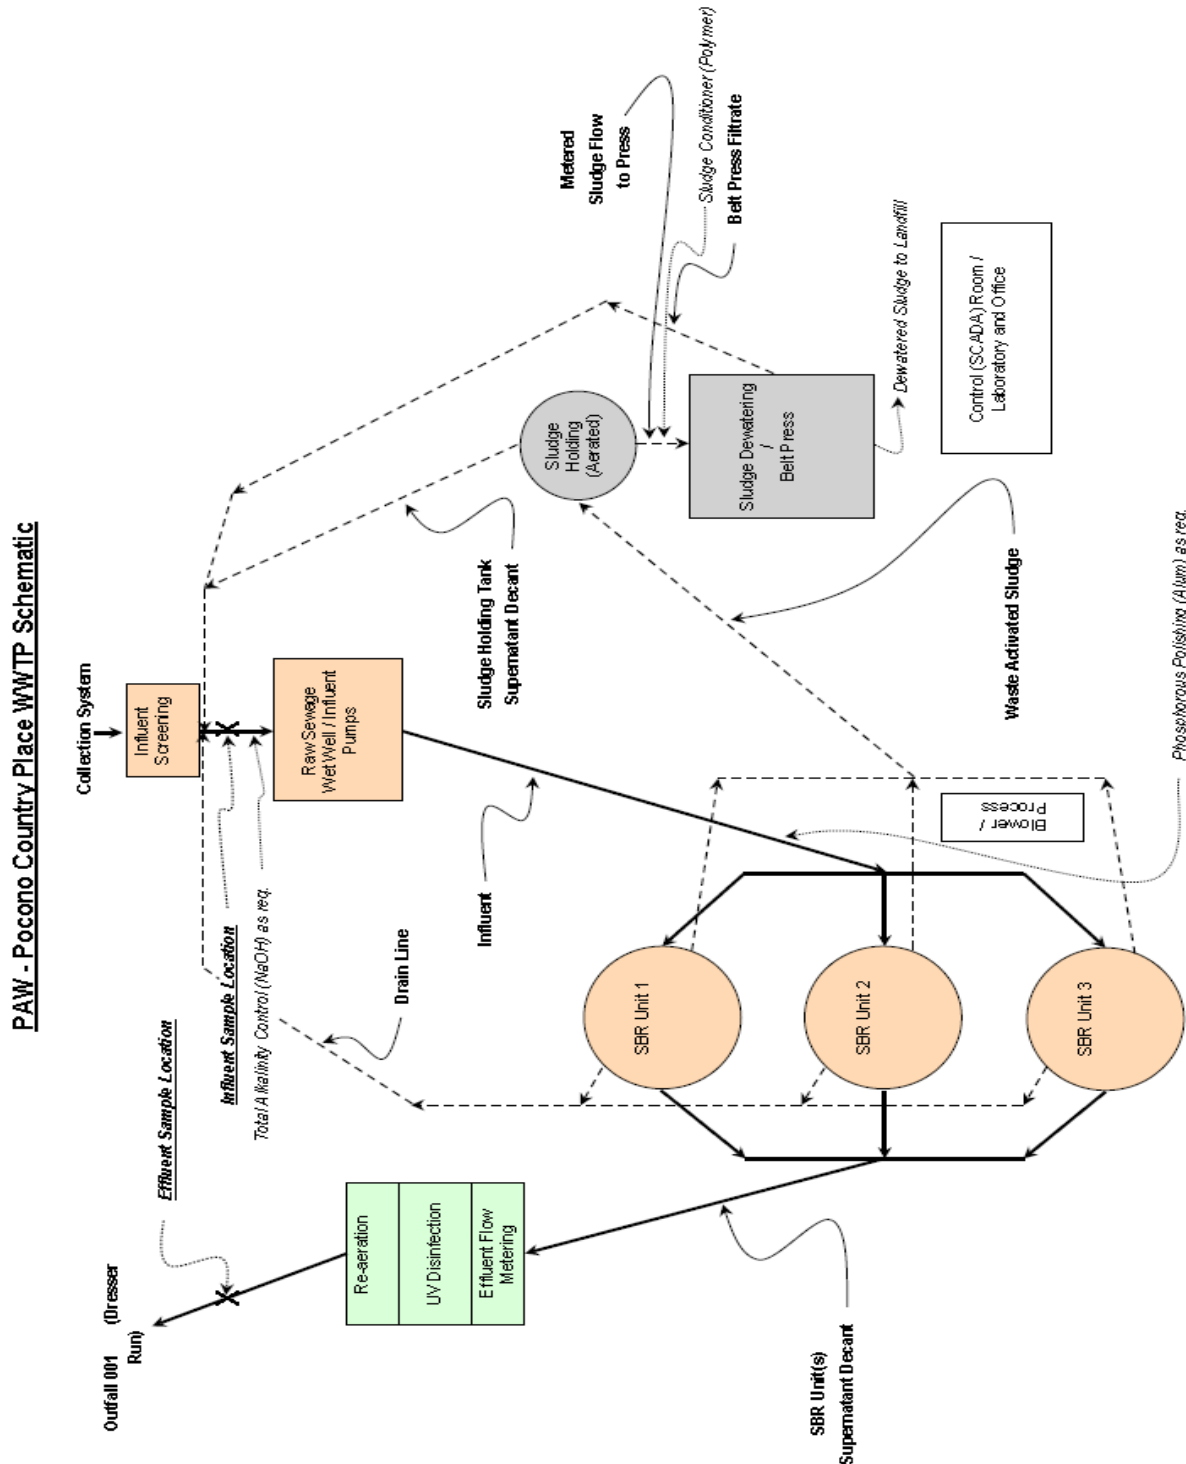 PAW - Pocono Country Place WWTP Schematic
Collection System
Influent
Screening
Raw Sewage
Wet Well / Influent
Pumps
Influent Sample Location
Total Alkalinity Control (NaOH) as req.
Effluent Sample Location
Outfall 001 (Dresser
Run)
Re-aeration
UV Disinfection
Effluent Flow
Metering
Drain Line
Influent
Sludge Holding Tank
Supernatant Decant
Sludge
Holding
(Aerated)
Metered
Sludge Flow
to Press
Sludge Conditioner (Polymer)
Belt Press Filtrate
Sludge Dewatering
/
Belt Press
Dewatered Sludge to Landfill
Control (SCADA) Room /
Laboratory and Office
Waste Activated Sludge
Blower /
Process
Phosphorous Polishing (Alum) as req.
SBR Unit 1
SBR Unit 2
SBR Unit 3
SBR Unit(s)
Supernatant Decant